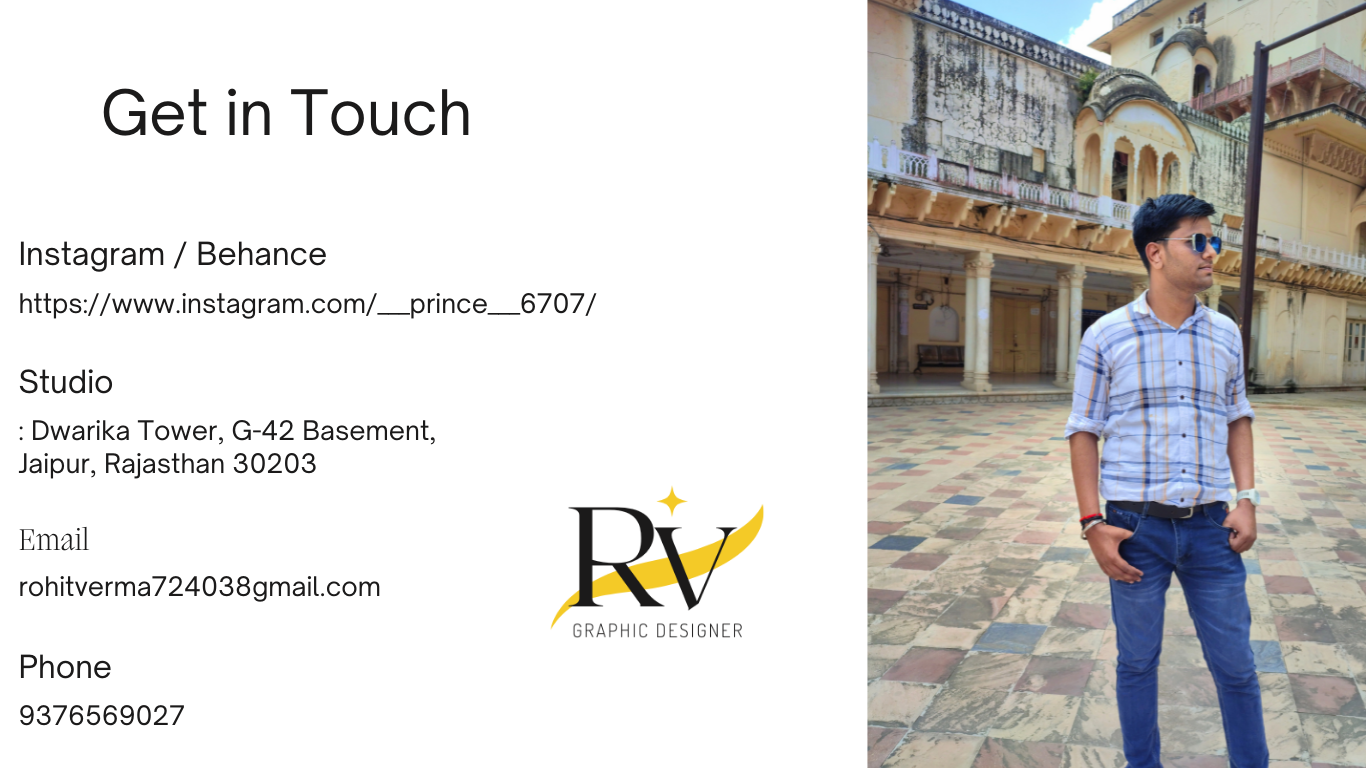 Get in Touch
Instagram / Behance
https://www.instagram.com/__prince__6707/
Studio
: Dwarika Tower, G-42 Basement,
Jaipur, Rajasthan 30203
Email
rohitverma724038gmail.com
Phone
9376569027
RV
GRAPHIC DESIGNER